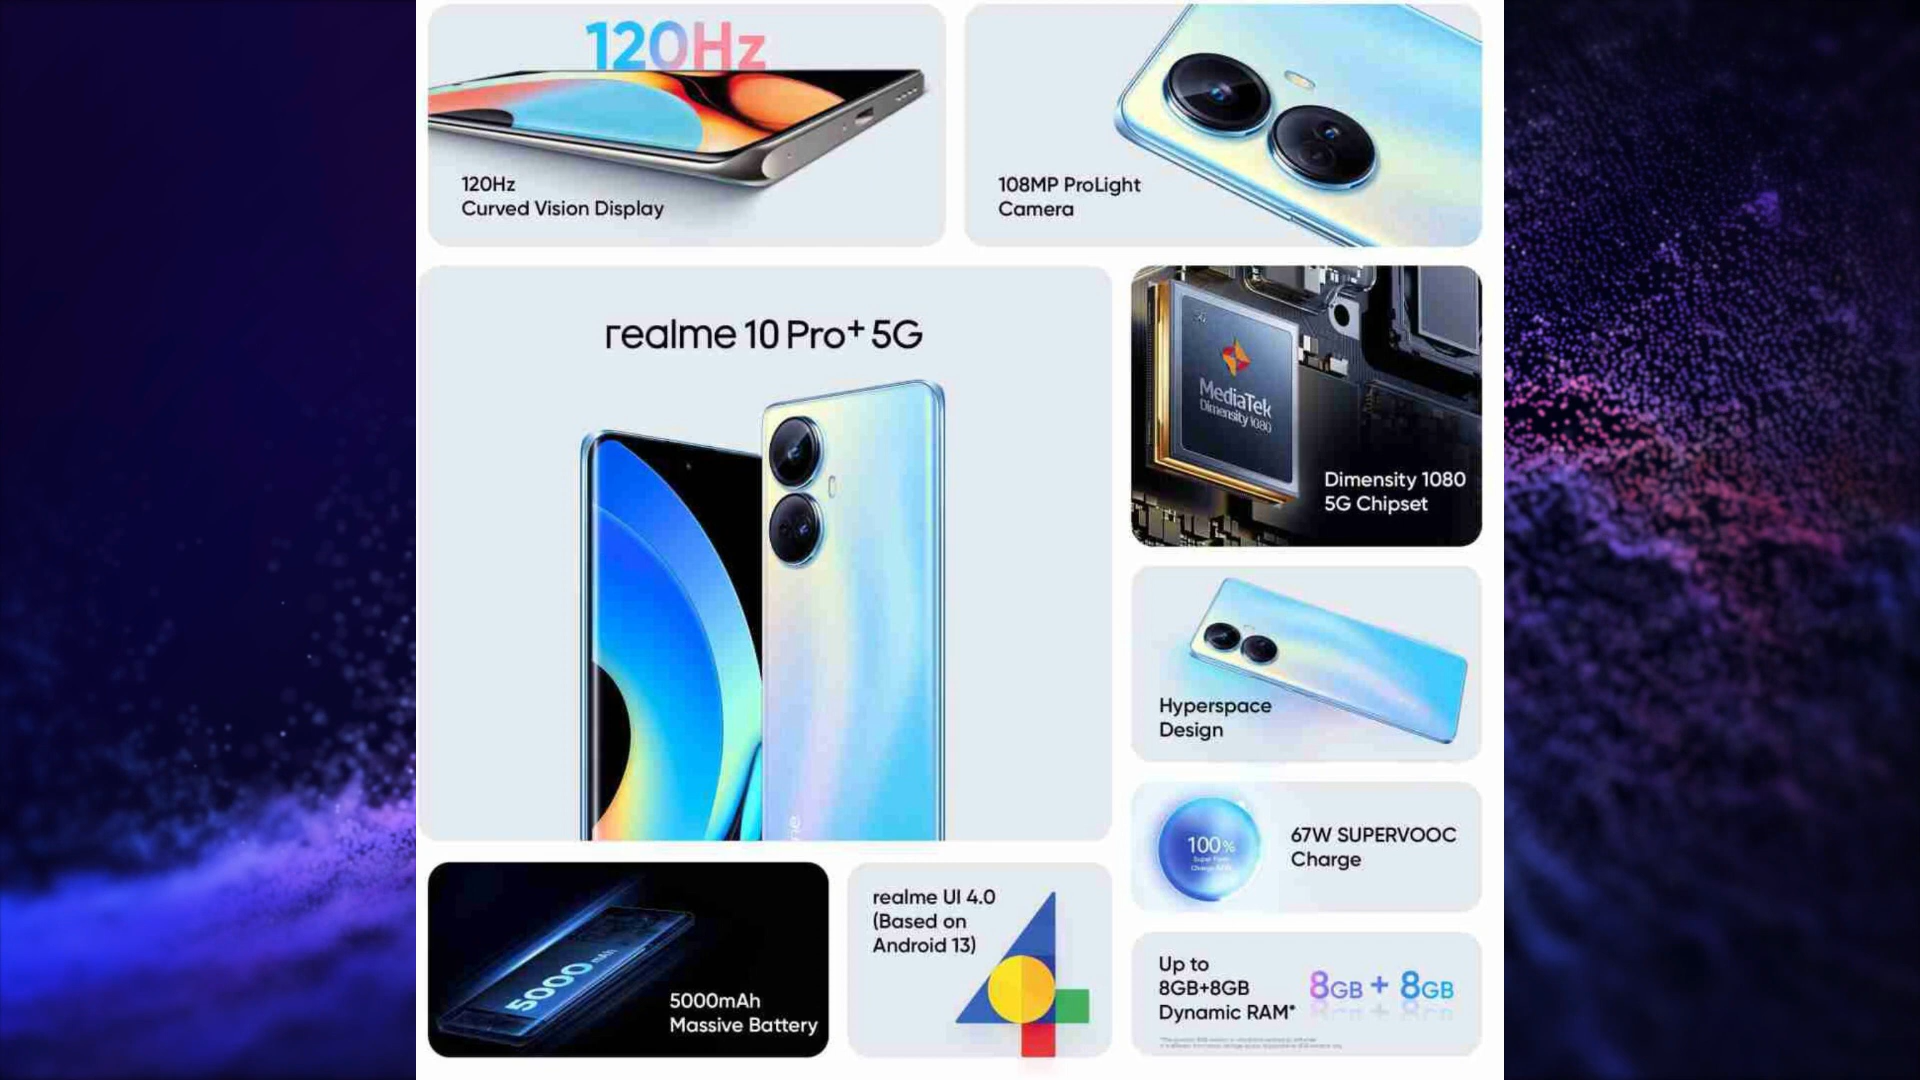 120Hz
120Hz
Curved Vision Display
108MP ProLight
Camera
realme 10 Pro+ 5G
MediaTek
Dimensity 1080
Dimensity 1080
5G Chipset
Hyperspace
Design
100%
67W SUPERVOOC
Charge
5000mAh
5000mAh
Massive Battery
realme UI 4.0
(Based on
Android 13)
Up to
8GB+8GB
Dynamic RAM*
8GB + 8GB